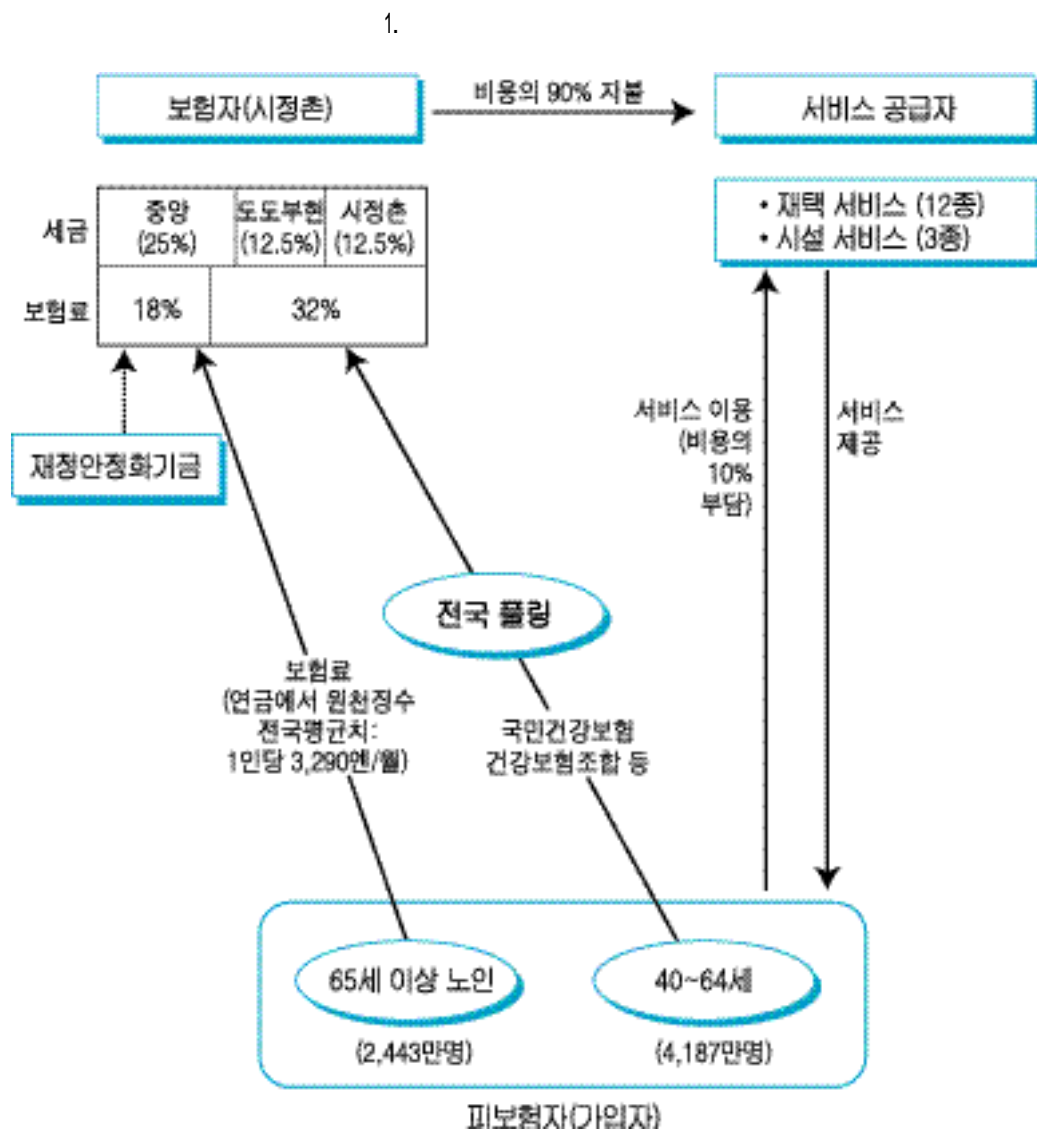 1.
보험자(시정촌)
비용의 90% 지불
서비스 공급자
세금
중앙
(25%)
도도부현
(12.5%)
시정촌
(12.5%)
• 재택 서비스 (12종)
• 시설 서비스 (3종)
보험료
18%
32%
재정안정화기금
서비스 이용
(비용의
10%
부담)
서비스
제공
전국 풀링
보험료
(연금에서 원천징수
전국평균치:
1인당 3,290엔/월)
국민건강보험
건강보험조합 등
65세 이상 노인
40~64세
(2,443만명)
(4,187만명)
피보험자(가입자)